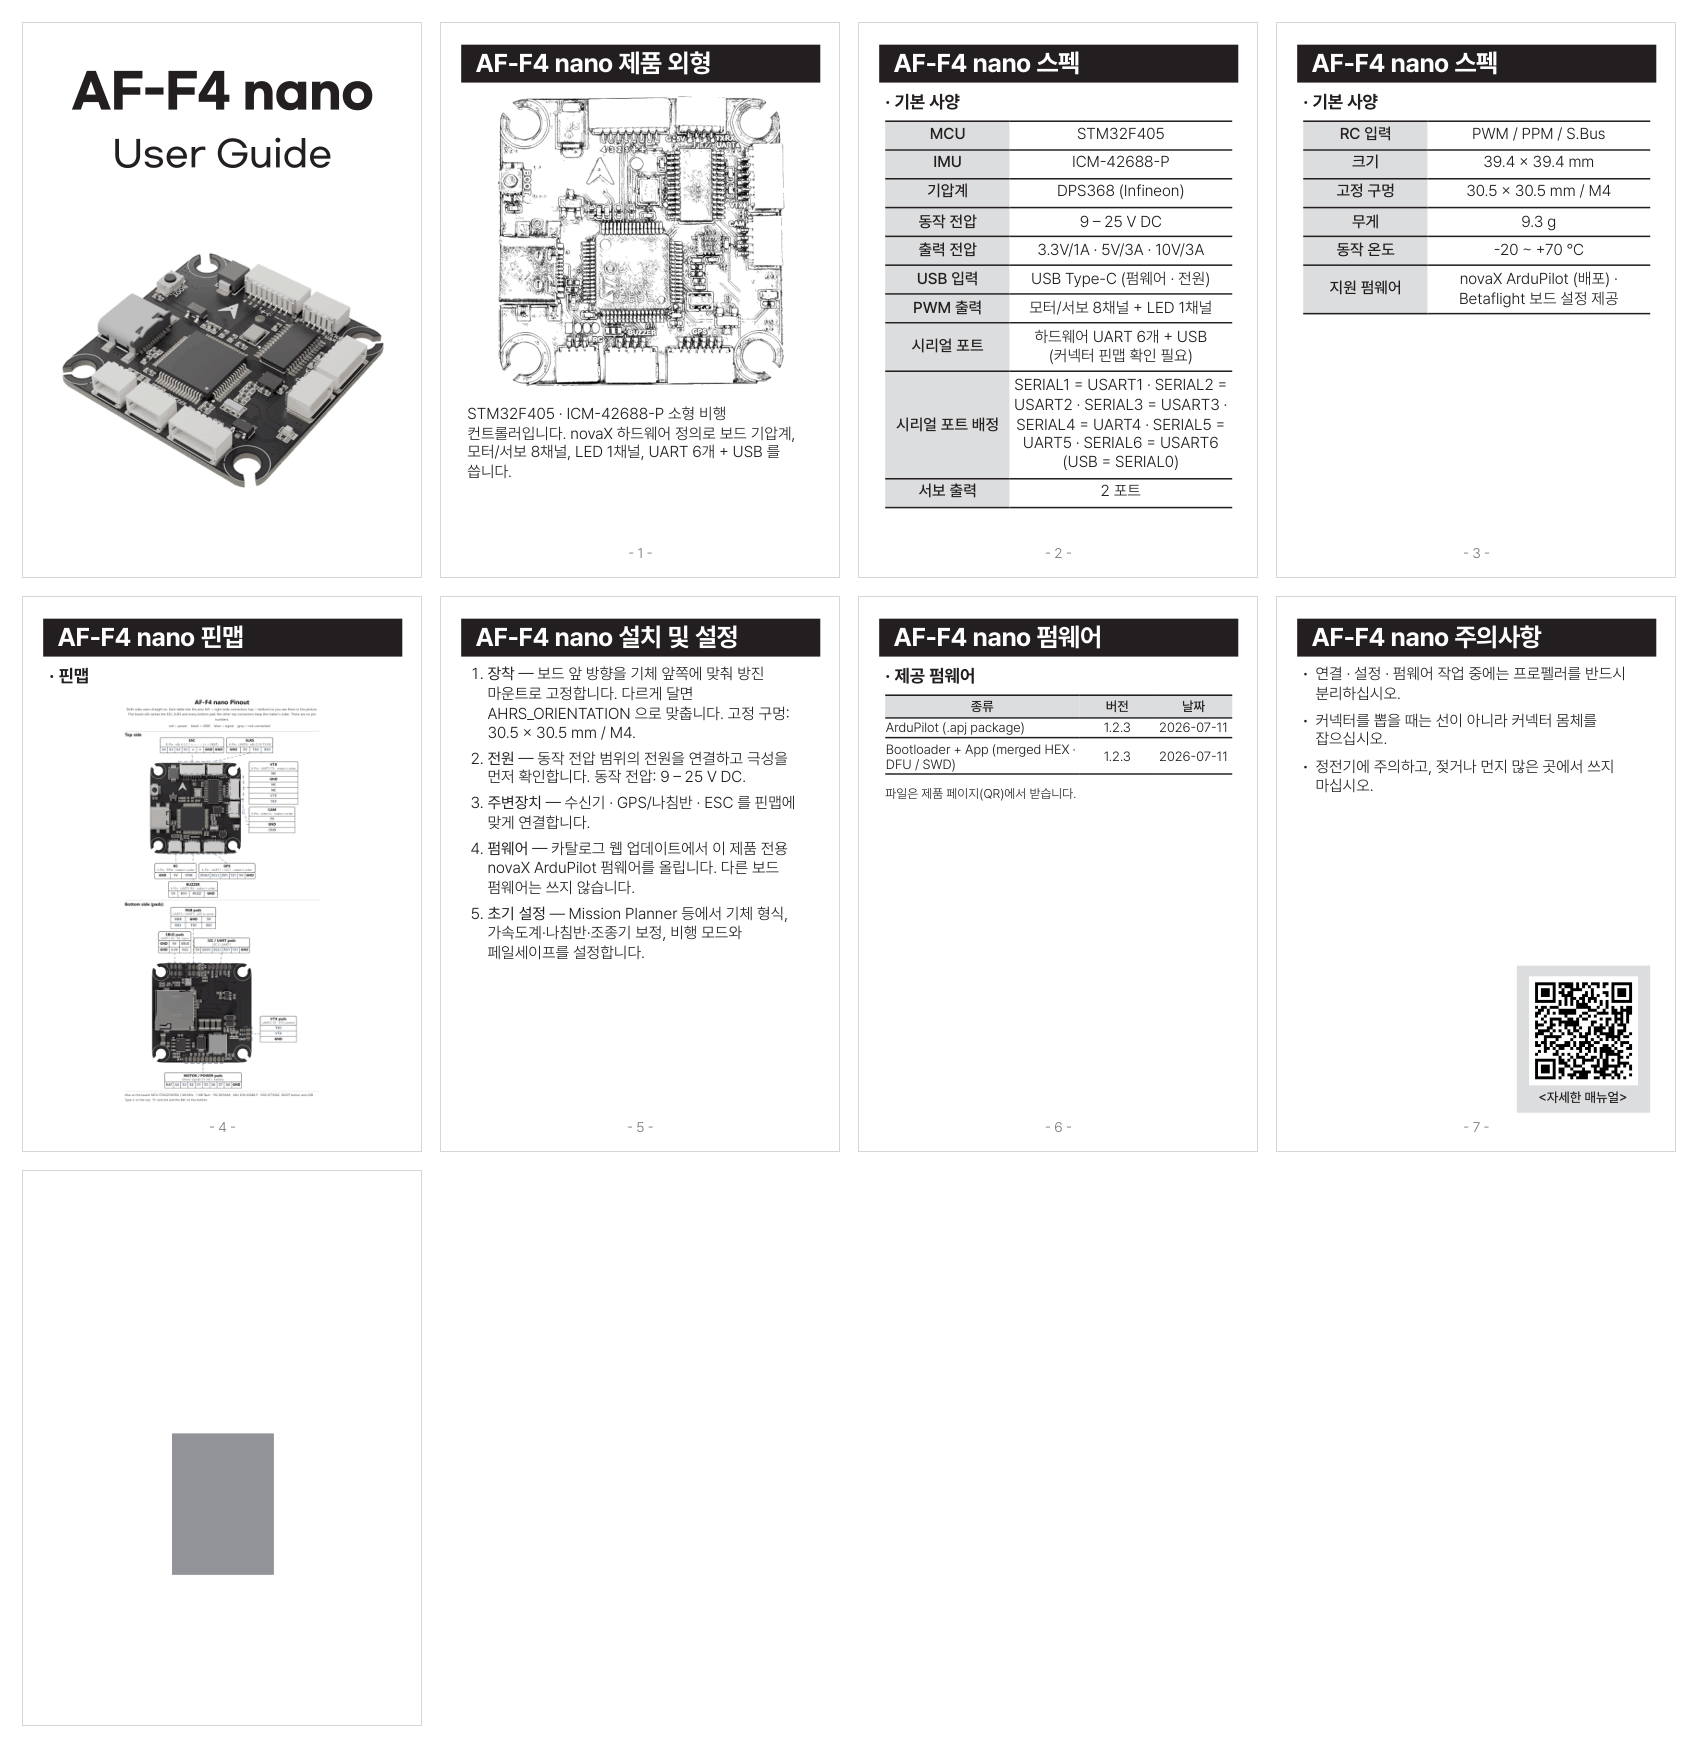 AF-F4 nano
User Guide
AF-F4 nano 제품 외형
BOOT
BUZZER
GPS
STM32F405 · ICM-42688-P 소형 비행
컨트롤러입니다. novaX 하드웨어 정의로 보드 기압계,
모터/서보 8채널, LED 1채널, UART 6개 + USB 를
씁니다.
- 1 -
AF-F4 nano 스펙
· 기본 사양
MCU STM32F405
IMU ICM-42688-P
기압계 DPS368 (Infineon)
동작 전압 9 – 25 V DC
출력 전압 3.3V/1A · 5V/3A · 10V/3A
USB 입력 USB Type-C (펌웨어 · 전원)
PWM 출력 모터/서보 8채널 + LED 1채널
시리얼 포트 하드웨어 UART 6개 + USB
(커넥터 핀맵 확인 필요)
시리얼 포트 배정 SERIAL1 = USART1 · SERIAL2 =
USART2 · SERIAL3 = USART3 ·
SERIAL4 = UART4 · SERIAL5 =
UART5 · SERIAL6 = USART6
(USB = SERIAL0)
서보 출력 2 포트
- 2 -
AF-F4 nano 스펙
· 기본 사양
RC 입력 PWM / PPM / S.Bus
크기 39.4 × 39.4 mm
고정 구멍 30.5 × 30.5 mm / M4
무게 9.3 g
동작 온도 -20 ~ +70 °C
지원 펌웨어 novaX ArduPilot (배포) ·
Betaflight 보드 설정 제공
- 3 -
AF-F4 nano 핀맵
· 핀맵
AF-F4 nano Pinout
Top side
ESC
GPS
BUZZER
Bottom side (pads)
VTX pads
GND
MOTOR / POWER pads
- 4 -
AF-F4 nano 설치 및 설정
1. 장착 — 보드 앞 방향을 기체 앞쪽에 맞춰 방진
마운트로 고정합니다. 다르게 달면
AHRS_ORIENTATION 으로 맞춥니다. 고정 구멍:
30.5 × 30.5 mm / M4.
2. 전원 — 동작 전압 범위의 전원을 연결하고 극성을
먼저 확인합니다. 동작 전압: 9 – 25 V DC.
3. 주변장치 — 수신기 · GPS/나침반 · ESC 를 핀맵에
맞게 연결합니다.
4. 펌웨어 — 카탈로그 웹 업데이트에서 이 제품 전용
novaX ArduPilot 펌웨어를 올립니다. 다른 보드
펌웨어는 쓰지 않습니다.
5. 초기 설정 — Mission Planner 등에서 기체 형식,
가속도계·나침반·조종기 보정, 비행 모드와
페일세이프를 설정합니다.
- 5 -
AF-F4 nano 펌웨어
· 제공 펌웨어
종류 버전 날짜
ArduPilot (.apj package) 1.2.3 2026-07-11
Bootloader + App (merged HEX ·
DFU / SWD) 1.2.3 2026-07-11
파일은 제품 페이지(QR)에서 받습니다.
- 6 -
AF-F4 nano 주의사항
· 연결 · 설정 · 펌웨어 작업 중에는 프로펠러를 반드시
분리하십시오.
· 커넥터를 뽑을 때는 선이 아니라 커넥터 몸체를
잡으십시오.
· 정전기에 주의하고, 젖거나 먼지 많은 곳에서 쓰지
마십시오.
<자세한 매뉴얼>
- 7 -